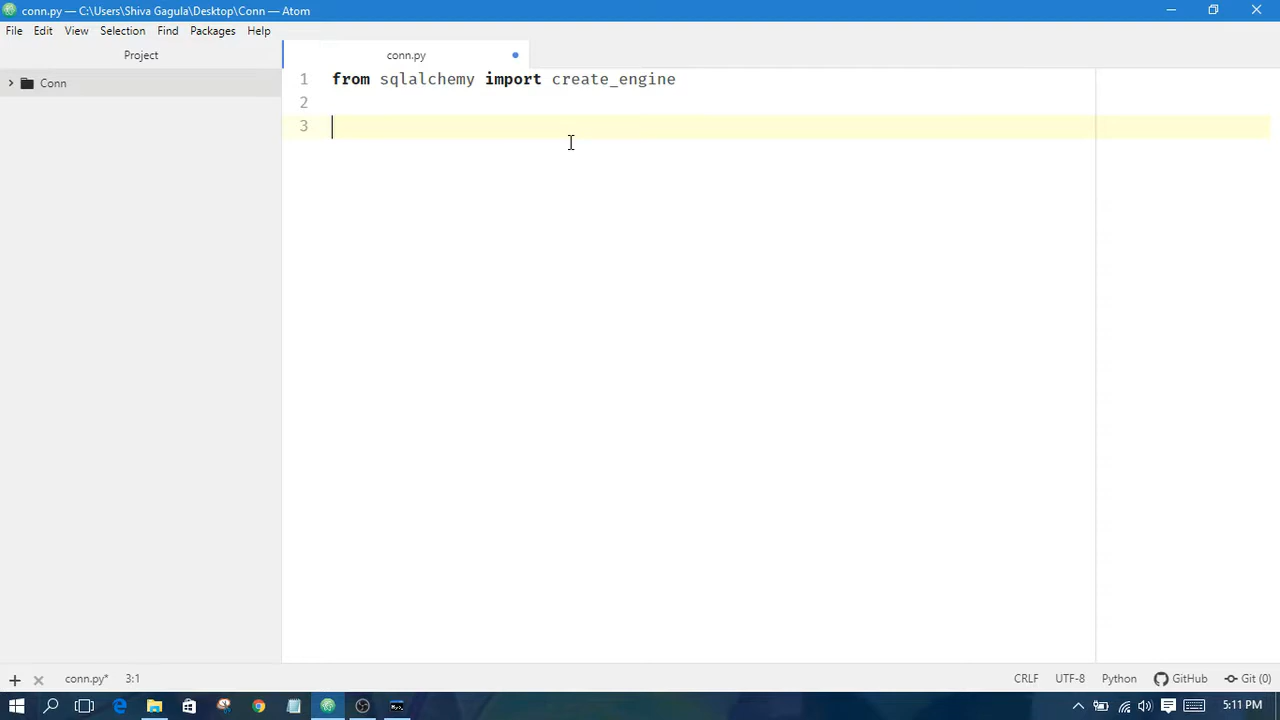 conn.py — C:\Users\Shiva Gagula\Desktop\Conn — Atom
File Edit View Selection Find Packages Help
Project
conn.py
Conn
1 from sqlalchemy import create_engine
2
3
conn.py* 3:1 CRLF UTF-8 Python GitHub Git (0)
5:11 PM